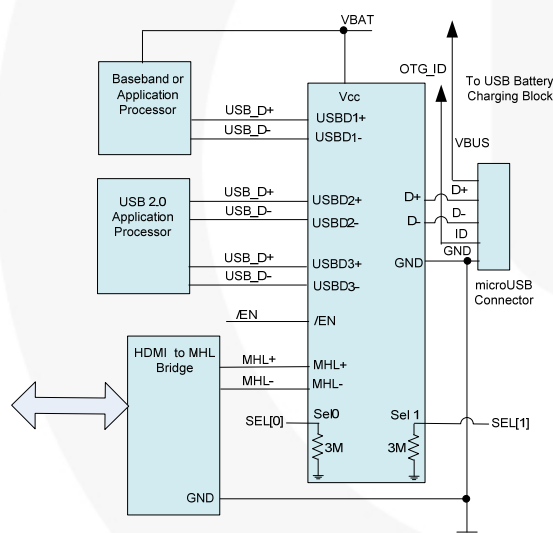 VBAT
OTG_ID
To USB Battery
Charging Block
Baseband or
Application
Processor
Vcc
USB_D+
USBD1+
USB_D-
USBD1-
VBUS
USB 2.0
Application
Processor
USB_D+
USBD2+
USB_D-
USBD2-
D+
D+
D-
D-
ID
GND
USB_D+
USBD3+
USB_D-
USBD3-
GND
microUSB
Connector
/EN
/EN
HDMI to MHL
Bridge
MHL+
MHL+
MHL-
MHL-
SEL[0]
Sel0
Sel 1
SEL[1]
3M
3M
GND